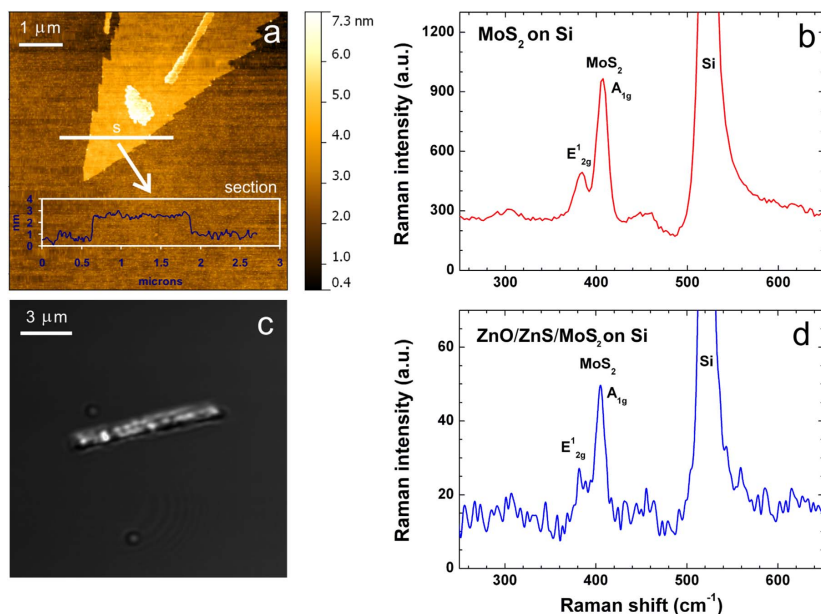 1 μm
a
s
section
nm
4
3
2
1
0
0 0.5 1 1.5 2 2.5 3
microns
7.3 nm
6.0
5.0
4.0
3.0
2.0
1.0
0.4
b
MoS₂ on Si
MoS₂
A₁g
E¹₂g
Si
Raman intensity (a.u.)
1200
900
600
300
0
300 400 500 600
3 μm
c
d
ZnO/ZnS/MoS₂ on Si
MoS₂
A₁g
E¹₂g
Si
Raman intensity (a.u.)
60
40
20
0
300 400 500 600
Raman shift (cm⁻¹)